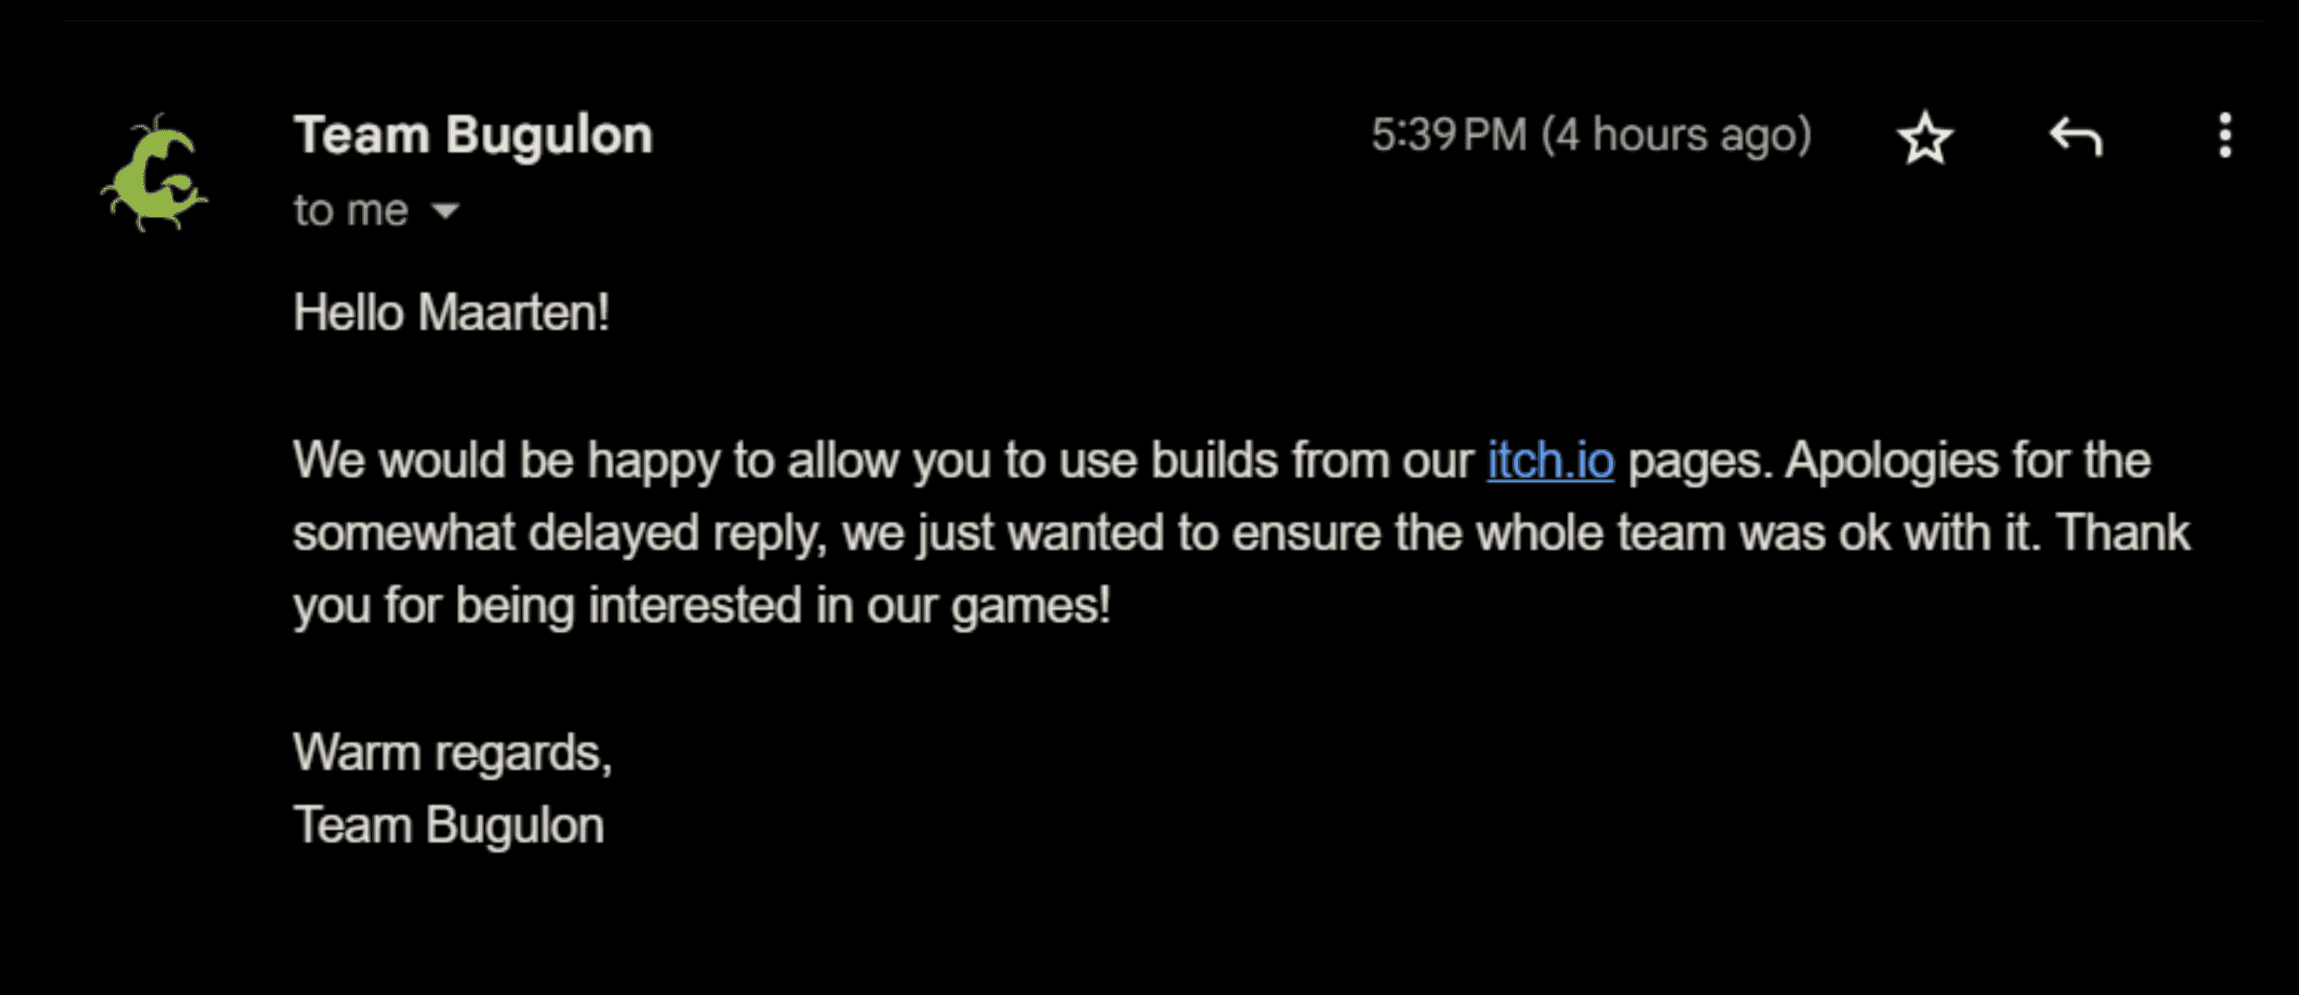 Team Bugulon
5:39 PM (4 hours ago)
to me
Hello Maarten!
We would be happy to allow you to use builds from our itch.io pages. Apologies for the
somewhat delayed reply, we just wanted to ensure the whole team was ok with it. Thank
you for being interested in our games!
Warm regards,
Team Bugulon